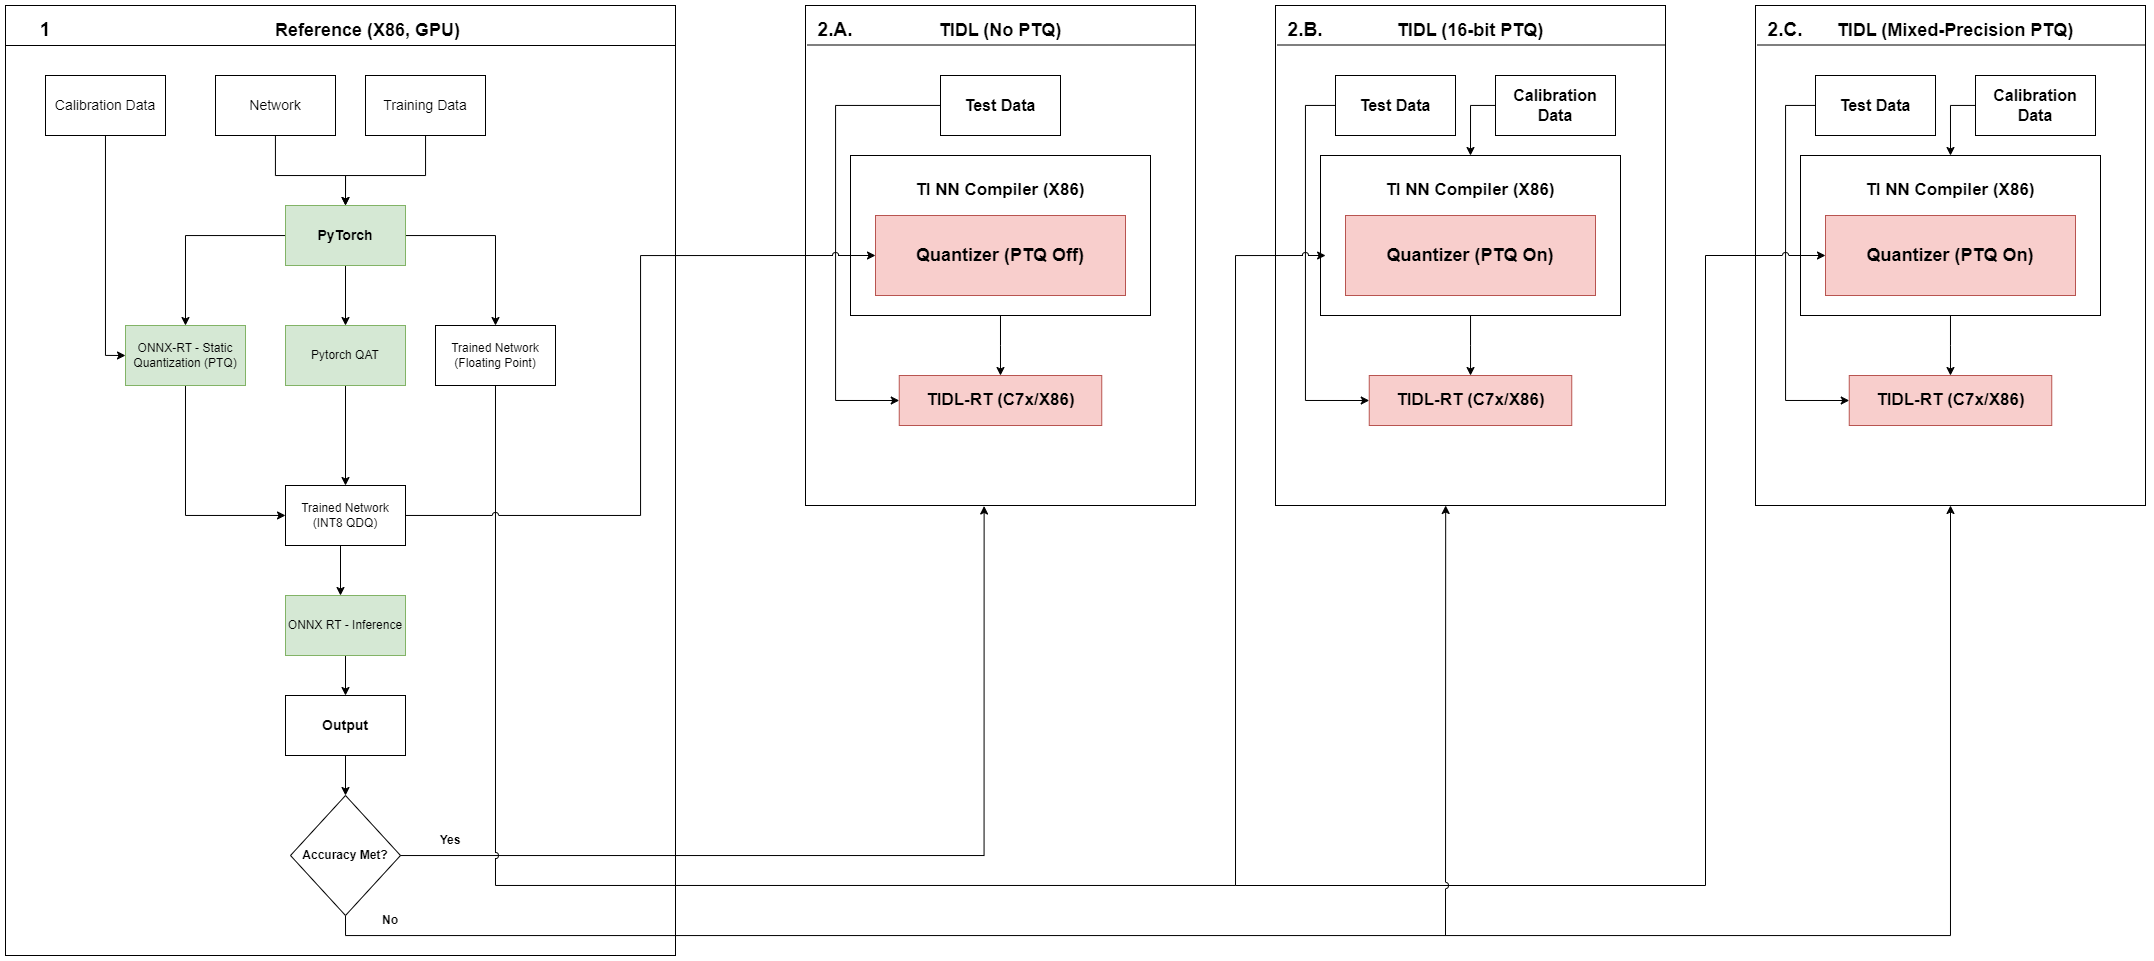 1
Reference (X86, GPU)
Calibration Data
Network
Training Data
PyTorch
ONNX-RT - Static
Quantization (PTQ)
Pytorch QAT
Trained Network
(Floating Point)
Trained Network
(INT8 QDQ)
ONNX RT - Inference
Output
Accuracy Met?
Yes
No
2.A.
TIDL (No PTQ)
Test Data
TI NN Compiler (X86)
Quantizer (PTQ Off)
TIDL-RT (C7x/X86)
2.B.
TIDL (16-bit PTQ)
Test Data
Calibration
Data
TI NN Compiler (X86)
Quantizer (PTQ On)
TIDL-RT (C7x/X86)
2.C.
TIDL (Mixed-Precision PTQ)
Test Data
Calibration
Data
TI NN Compiler (X86)
Quantizer (PTQ On)
TIDL-RT (C7x/X86)